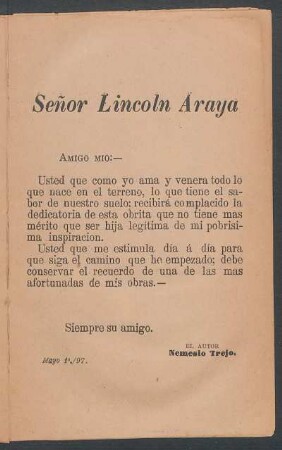 Señor Lincoln Araya
AMIGO MIO:—
Usted que como yo ama y venera todo lo
que nace en el terreno, lo que tiene el sa-
bor de nuestro suelo; recibirá complacido la
dedicatoria de esta obrita que no tiene mas
mérito que ser hija legitima de mi pobrísi-
ma inspiracion.
Usted que me estimula día á día para
que siga el camino que he empezado; debe
conservar el recuerdo de una de las mas
afortunadas de mis obras.—
Siempre su amigo.
EL AUTOR
Nemesio Trejo.
Mayo 1º./97.